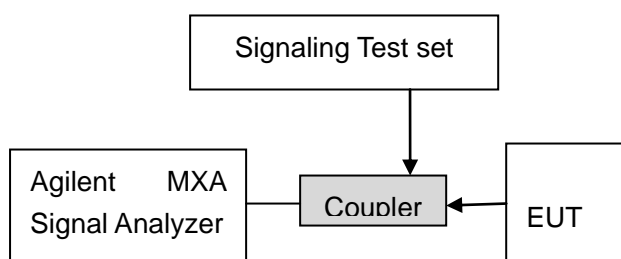 Signaling Test set
Agilent MXA
Signal Analyzer
Coupler
EUT